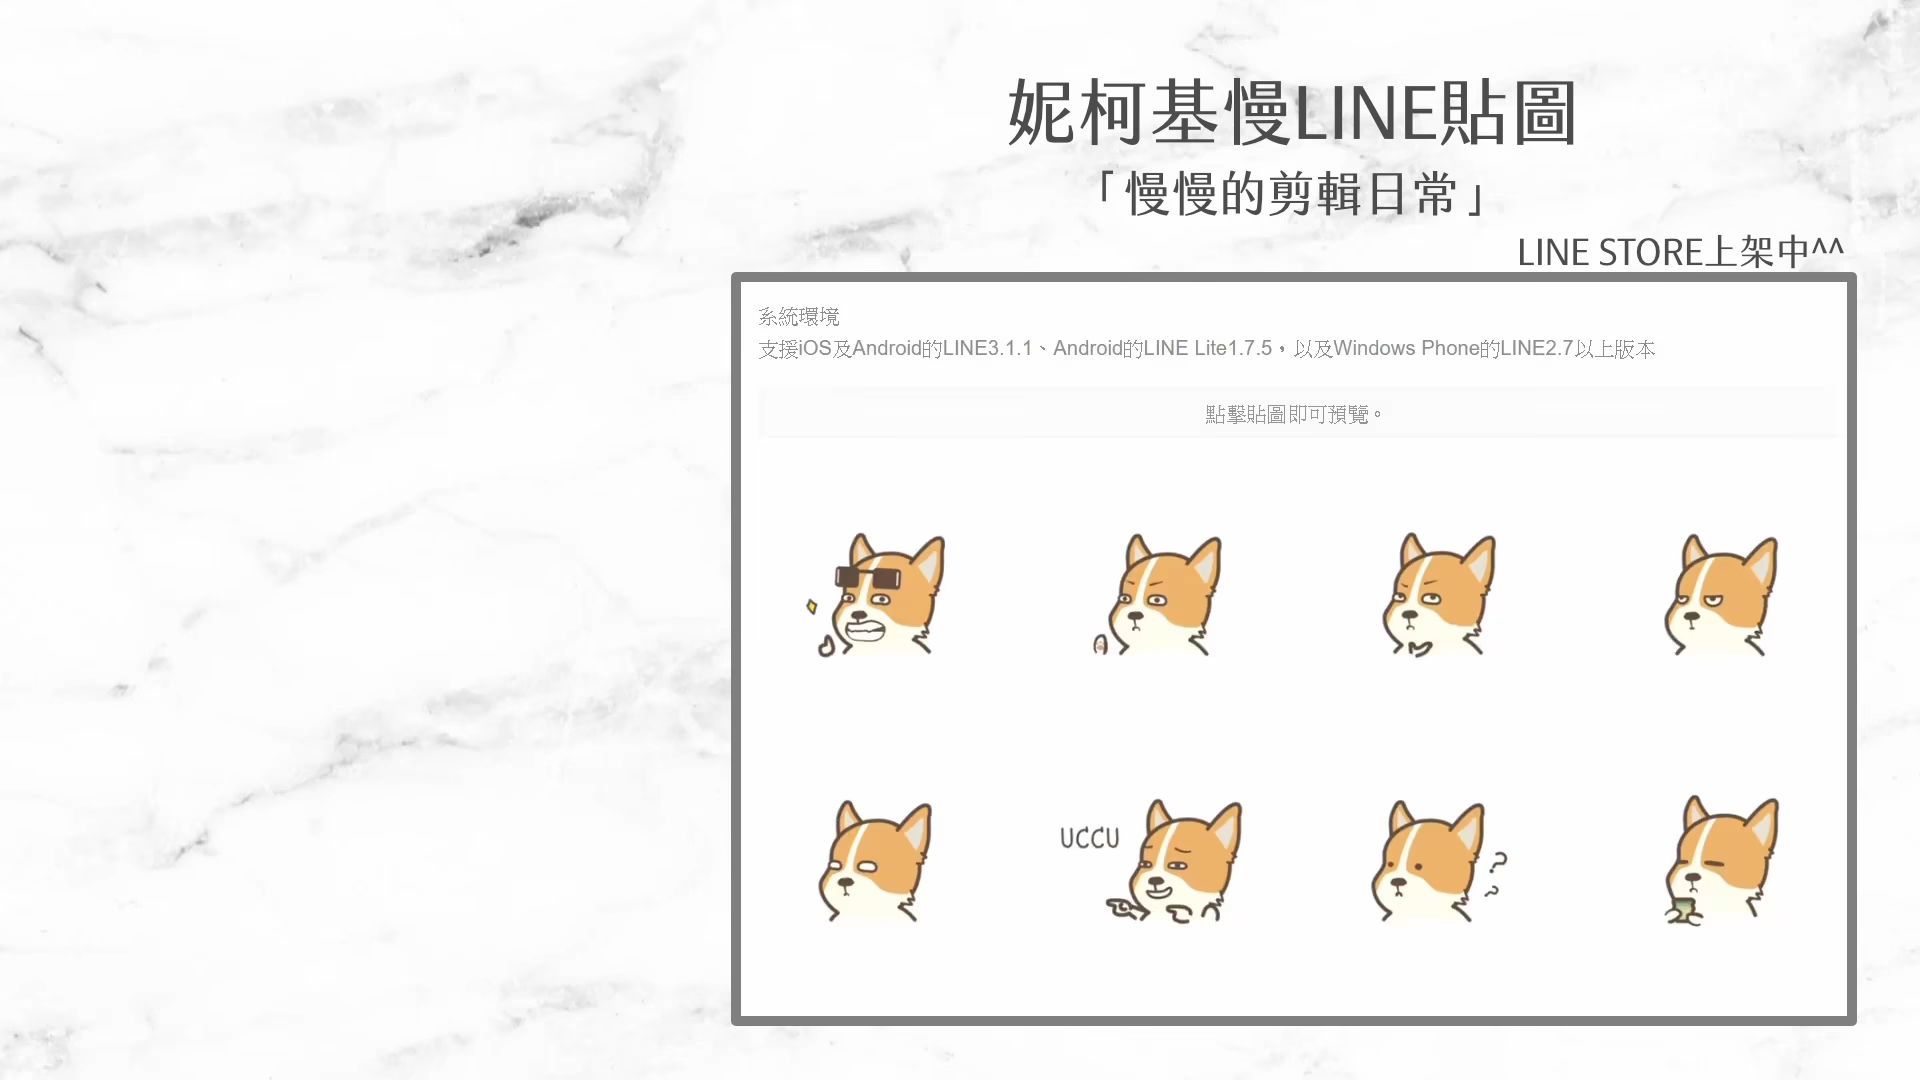 妮柯基慢LINE貼圖
「慢慢的剪輯日常」
LINE STORE上架中^^
系統環境
支援iOS及Android的LINE3.1.1、Android的LINE Lite1.7.5，以及Windows Phone的LINE2.7以上版本
點擊貼圖即可預覽。
UCCU
? ?